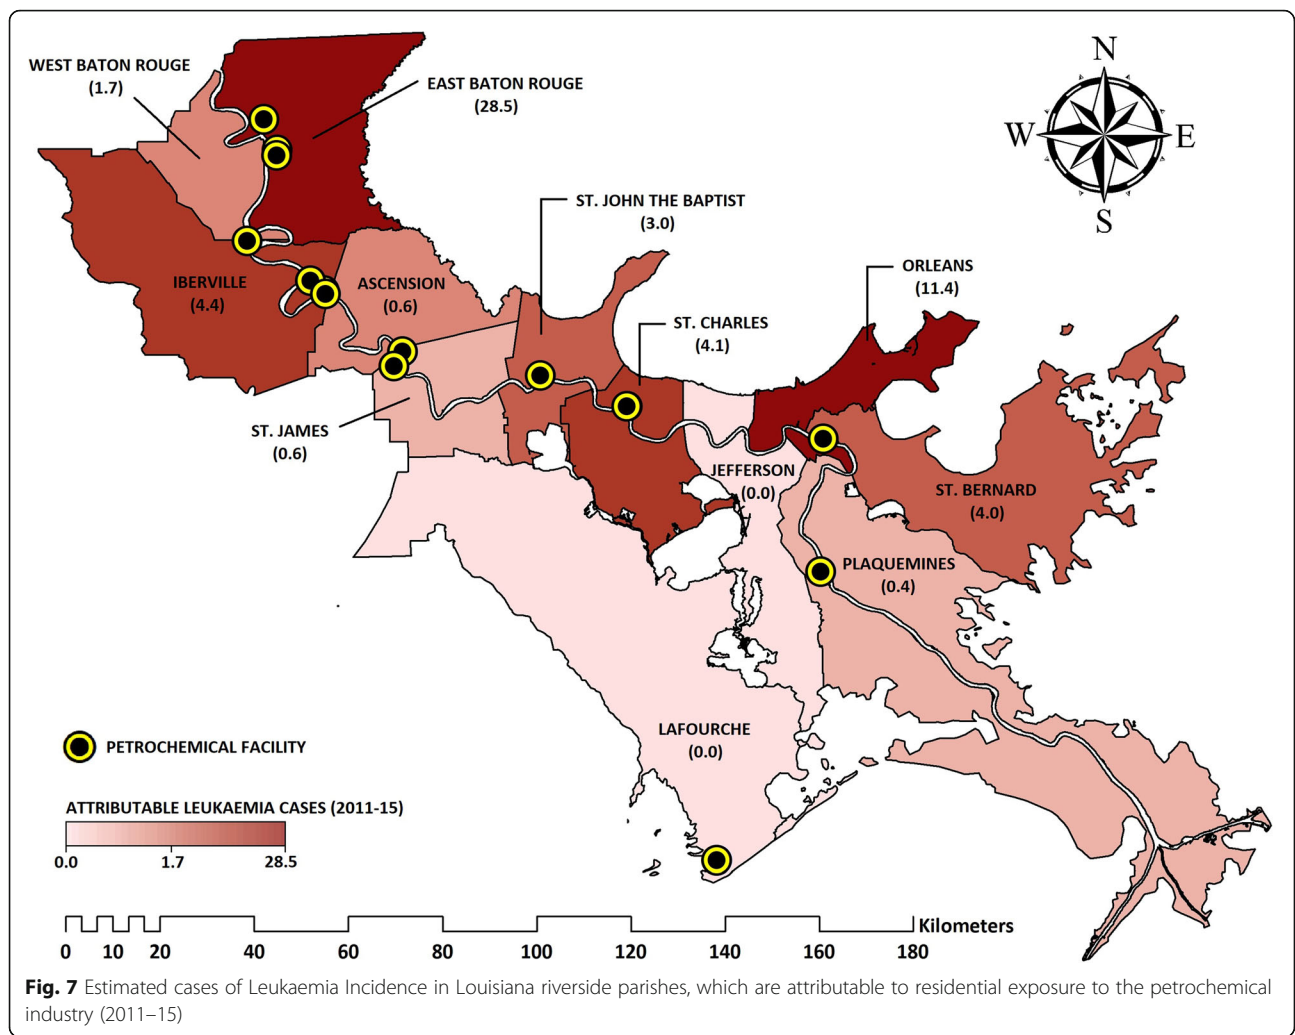 N
W
E
S
WEST BATON ROUGE
(1.7)
EAST BATON ROUGE
(28.5)
ST. JOHN THE BAPTIST
(3.0)
ORLEANS
(11.4)
IBERVILLE
(4.4)
ASCENSION
(0.6)
ST. CHARLES
(4.1)
ST. JAMES
(0.6)
JEFFERSON
(0.0)
ST. BERNARD
(4.0)
PLAQUEMINES
(0.4)
LAFOURCHE
(0.0)
PETROCHEMICAL FACILITY
ATTRIBUTABLE LEUKAEMIA CASES (2011-15)
0.0 1.7 28.5
Kilometers
0 10 20 40 60 80 100 120 140 160 180
Fig. 7 Estimated cases of Leukaemia Incidence in Louisiana riverside parishes, which are attributable to residential exposure to the petrochemical
industry (2011–15)